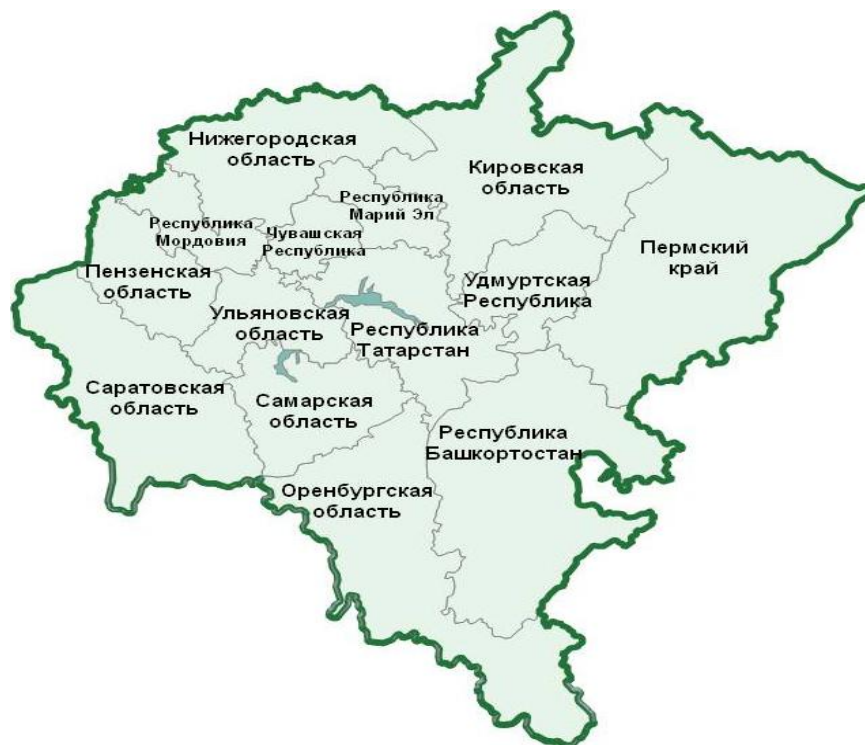 Нижегородская
область
Кировская
область
Республика
Марий Эл
Республика
Мордовия
Чувашская
Республика
Пермский
край
Пензенская
область
Удмуртская
Республика
Ульяновская
область
Республика
Татарстан
Саратовская
область
Самарская
область
Республика
Башкортостан
Оренбургская
область